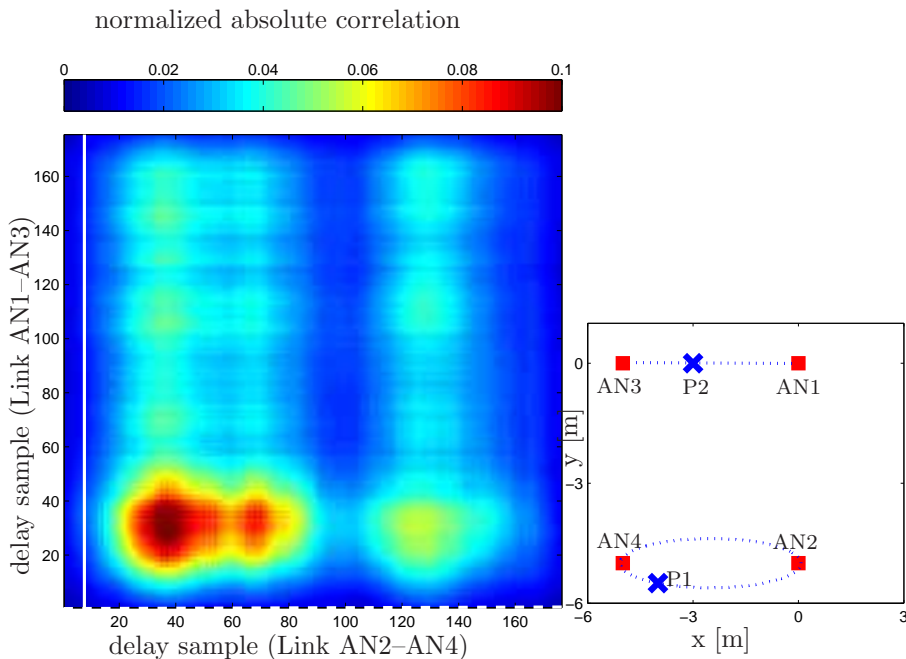 normalized absolute correlation
0 0.02 0.04 0.06 0.08 0.1
delay sample (Link AN1–AN3)
160
140
120
100
80
60
40
20
20 40 60 80 100 120 140 160
delay sample (Link AN2–AN4)
y [m]
0
−3
−6
AN3 P2 AN1
AN4 AN2
P1
−6 −3 0 3
x [m]